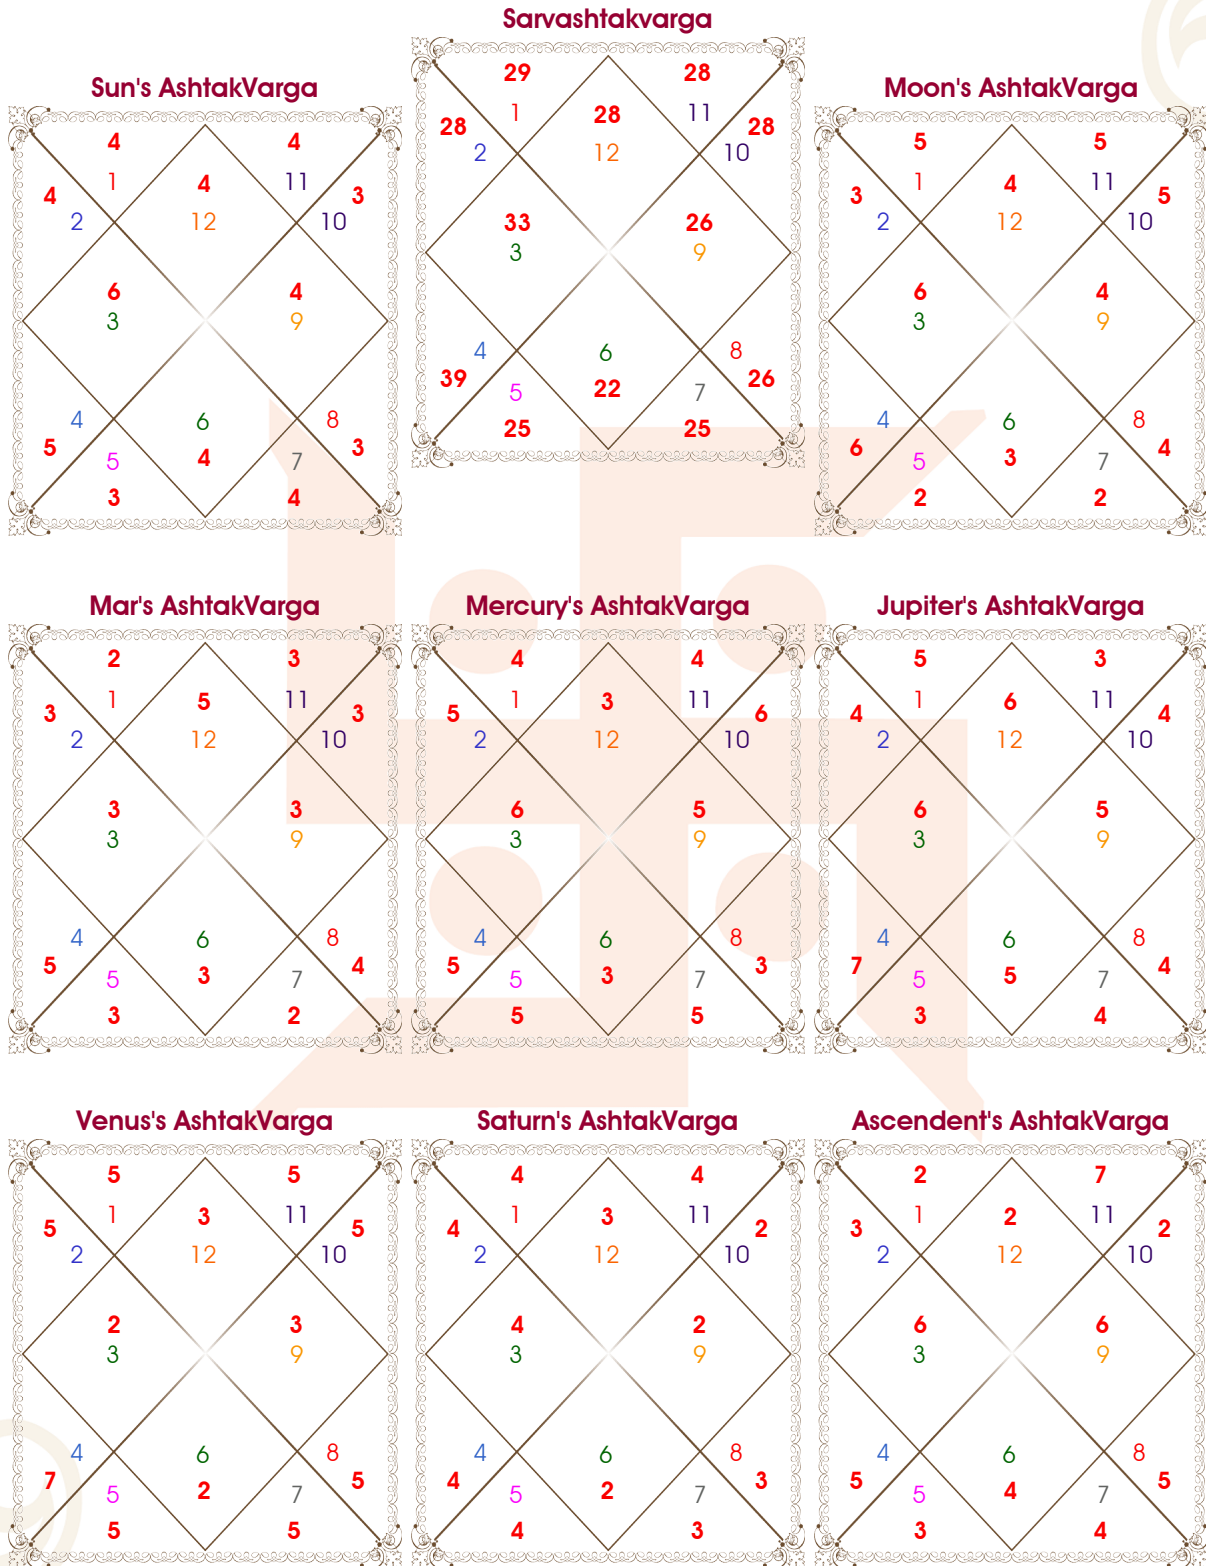 Sarvashtakvarga
29 28
1 28 11
28 28
2 12 10
33 26
3 9
4 6 8
39 22 26
5 7
25 25
Sun's AshtakVarga
4 4
1 4 11
4 3
2 12 10
6 4
3 9
4 6 8
5 4 3
5 7
3 4
Moon's AshtakVarga
5 5
1 4 11
3 5
2 12 10
6 4
3 9
4 6 8
6 3 4
5 7
2 2
Mar's AshtakVarga
2 3
1 5 11
3 3
2 12 10
3 3
3 9
4 6 8
5 3 4
5 7
3 2
Mercury's AshtakVarga
4 4
1 3 11
5 6
2 12 10
6 5
3 9
4 6 8
5 3 3
5 7
5 5
Jupiter's AshtakVarga
5 3
1 6 11
4 4
2 12 10
6 5
3 9
4 6 8
7 5 4
5 7
3 4
Venus's AshtakVarga
5 5
1 3 11
5 5
2 12 10
2 3
3 9
4 6 8
7 2 5
5 7
5 5
Saturn's AshtakVarga
4 4
1 3 11
4 2
2 12 10
4 2
3 9
4 6 8
4 2 3
5 7
4 3
Ascendent's AshtakVarga
2 7
1 2 11
3 2
2 12 10
6 6
3 9
4 6 8
5 4 5
5 7
3 4